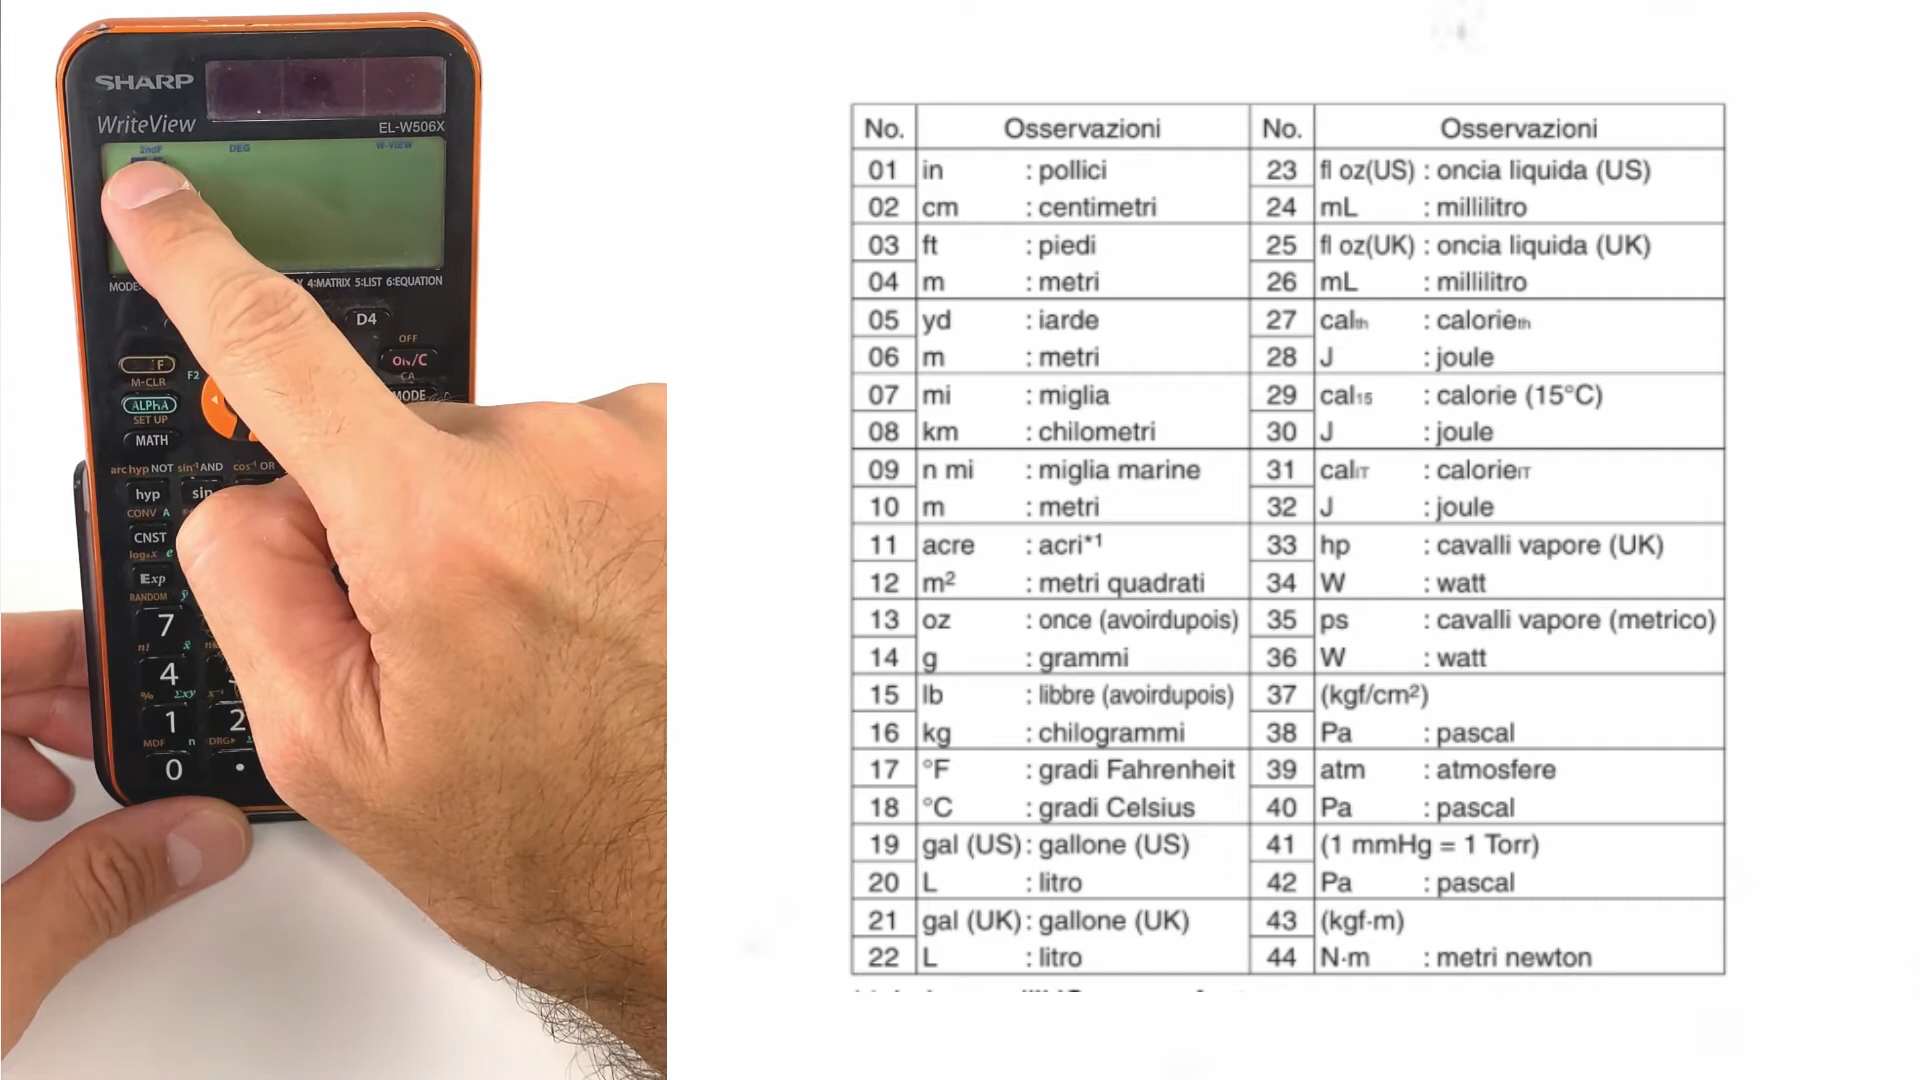 SHARP
WriteView
EL-W506X
2ndF DEG W-VIEW
MODE: 4:MATRIX 5:LIST 6:EQUATION
D4
OFF
ON/C
F
M-CLR F2 CA
ALPHA MODE
SET UP
MATH
arc hyp NOT sin⁻¹ AND cos⁻¹ OR
hyp sin
CONV A
CNST
logₐx e
Exp
RANDOM ȳ
7
n! x̄
4
% Σxy x⁻¹
1 2
MDF n DRG▸
0 •
No. Osservazioni No. Osservazioni
01 in : pollici 23 fl oz(US) : oncia liquida (US)
02 cm : centimetri 24 mL : millilitro
03 ft : piedi 25 fl oz(UK) : oncia liquida (UK)
04 m : metri 26 mL : millilitro
05 yd : iarde 27 calth : calorieth
06 m : metri 28 J : joule
07 mi : miglia 29 cal15 : calorie (15°C)
08 km : chilometri 30 J : joule
09 n mi : miglia marine 31 calIT : calorieIT
10 m : metri 32 J : joule
11 acre : acri*1 33 hp : cavalli vapore (UK)
12 m² : metri quadrati 34 W : watt
13 oz : once (avoirdupois) 35 ps : cavalli vapore (metrico)
14 g : grammi 36 W : watt
15 lb : libbre (avoirdupois) 37 (kgf/cm²)
16 kg : chilogrammi 38 Pa : pascal
17 °F : gradi Fahrenheit 39 atm : atmosfere
18 °C : gradi Celsius 40 Pa : pascal
19 gal (US) : gallone (US) 41 (1 mmHg = 1 Torr)
20 L : litro 42 Pa : pascal
21 gal (UK) : gallone (UK) 43 (kgf·m)
22 L : litro 44 N·m : metri newton